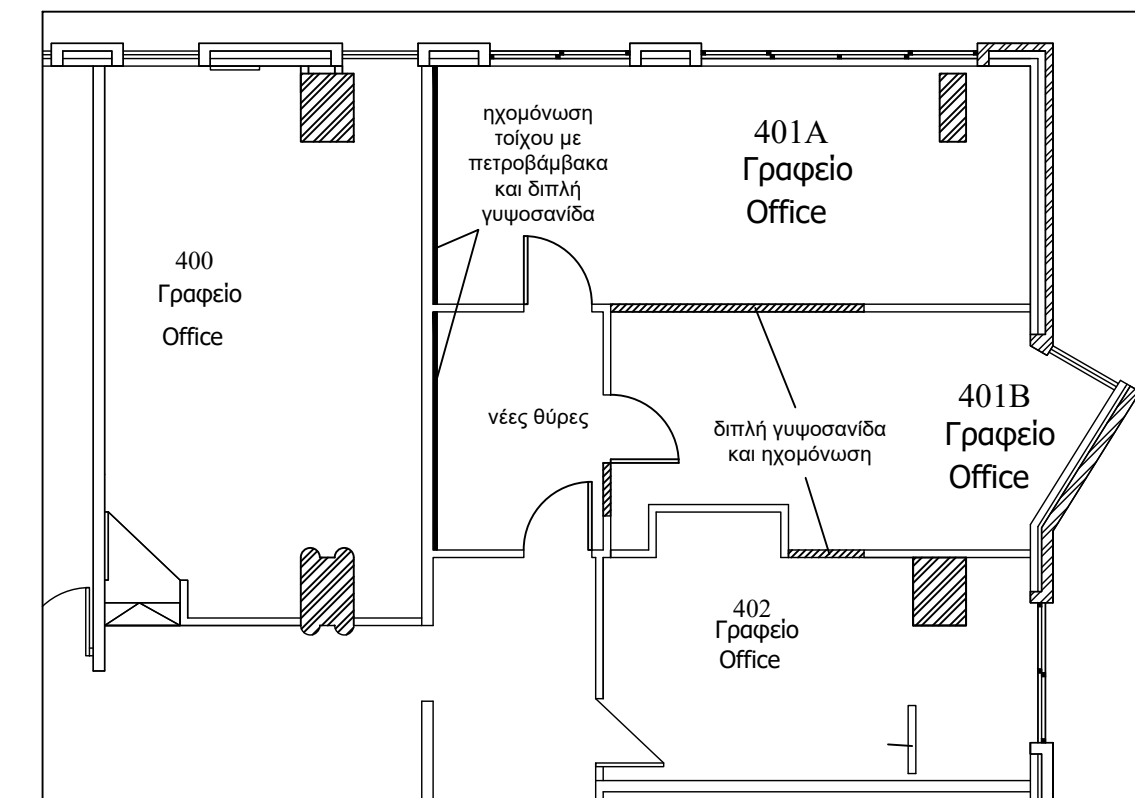 ηχομόνωση
τοίχου με
πετροβάμβακα
και διπλή
γυψοσανίδα
401A
Γραφείο
Office
400
Γραφείο
Office
νέες θύρες
διπλή γυψοσανίδα
και ηχομόνωση
401B
Γραφείο
Office
402
Γραφείο
Office